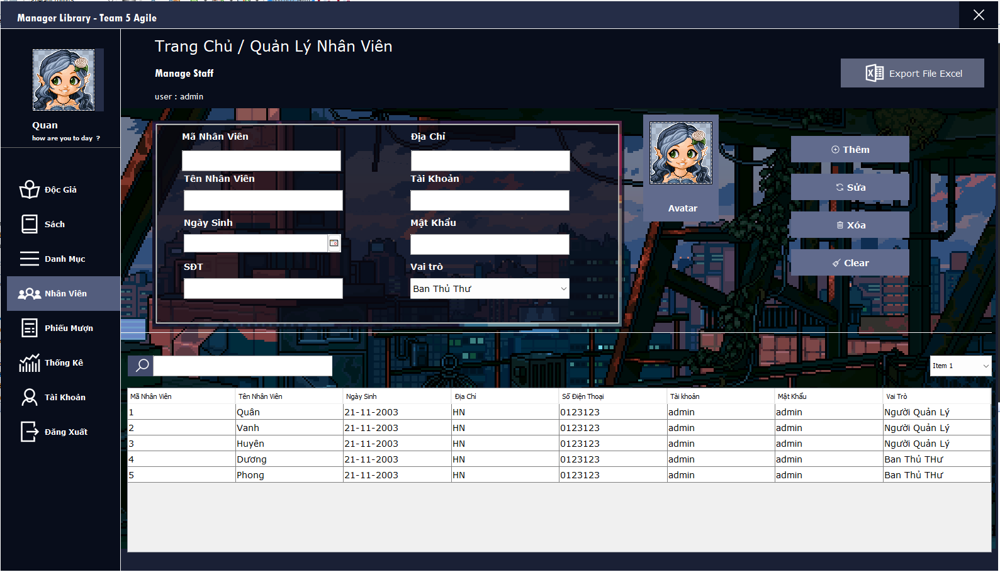 Manager Library - Team 5 Agile
Trang Chủ / Quản Lý Nhân Viên
Manage Staff
user : admin
Export File Excel
Quan
how are you to day ?
Độc Giả
Sách
Danh Mục
Nhân Viên
Phiếu Mượn
Thống Kê
Tài Khoản
Đăng Xuất
Mã Nhân Viên
Địa Chỉ
Tên Nhân Viên
Tài Khoản
Ngày Sinh
Mật Khẩu
SĐT
Vai trò
Ban Thủ Thư
Avatar
Thêm
Sửa
Xóa
Clear
Item 1
Mã Nhân Viên Tên Nhân Viên Ngày Sinh Địa Chỉ Số Điện Thoại Tài khoản Mật Khẩu Vai Trò
1 Quân 21-11-2003 HN 0123123 admin admin Người Quản Lý
2 Vanh 21-11-2003 HN 0123123 admin admin Người Quản Lý
3 Huyên 21-11-2003 HN 0123123 admin admin Người Quản Lý
4 Dương 21-11-2003 HN 0123123 admin admin Ban Thủ THư
5 Phong 21-11-2003 HN 0123123 admin admin Ban Thủ THư